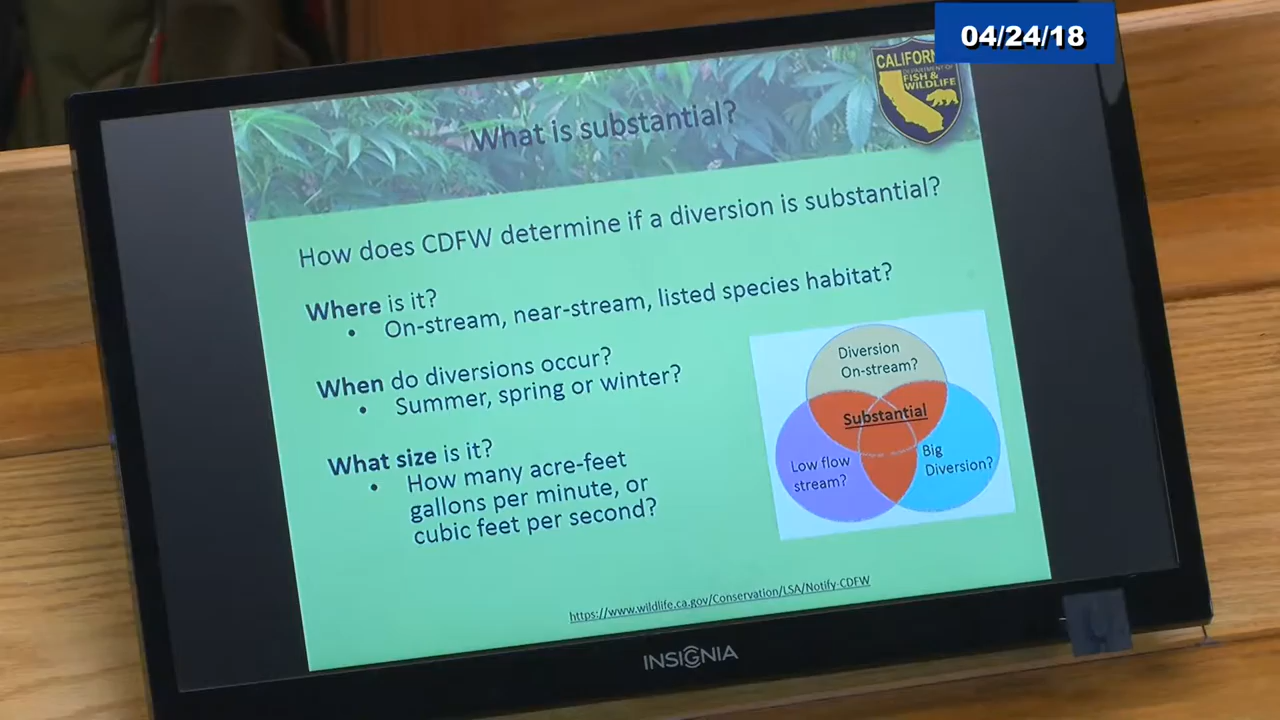 04/24/18
CALIFORN
DEPARTMENT OF
FISH &
WILDLIFE
What is substantial?
How does CDFW determine if a diversion is substantial?
Where is it?
• On-stream, near-stream, listed species habitat?
When do diversions occur?
• Summer, spring or winter?
What size is it?
• How many acre-feet
gallons per minute, or
cubic feet per second?
Diversion
On-stream?
Substantial
Low flow
stream?
Big
Diversion?
https://www.wildlife.ca.gov/Conservation/LSA/Notify-CDFW
INSIGNIA